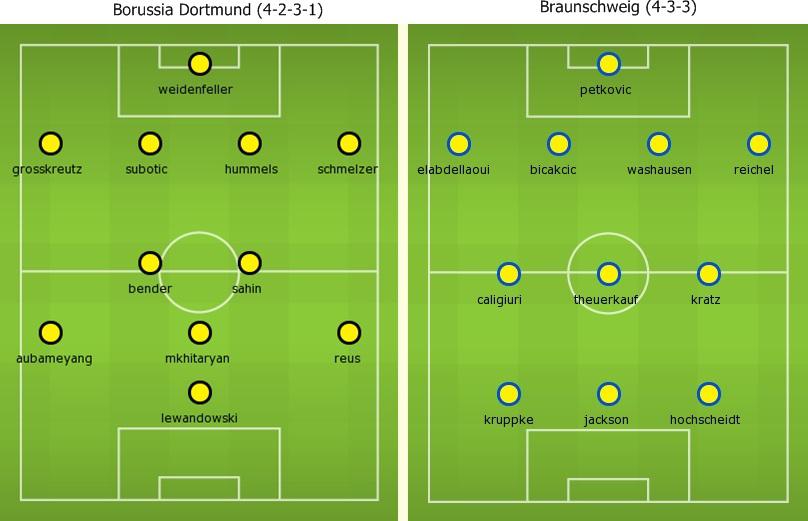 Borussia Dortmund (4-2-3-1)
weidenfeller
grosskreutz subotic hummels schmelzer
bender sahin
aubameyang mkhitaryan reus
lewandowski
Braunschweig (4-3-3)
petkovic
elabdellaoui bicakcic washausen reichel
caligiuri theuerkauf kratz
kruppke jackson hochscheidt